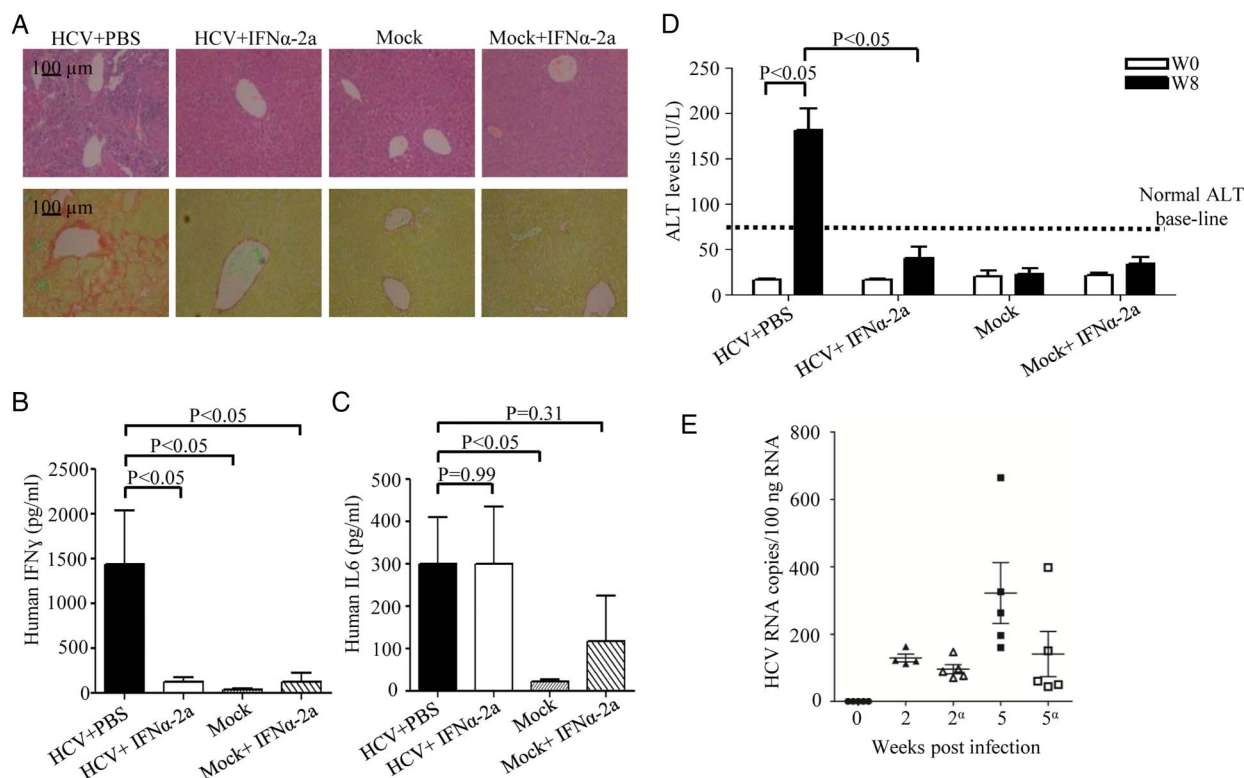 A
HCV+PBS
HCV+IFNα-2a
Mock
Mock+IFNα-2a
100 µm
100 µm
B
P<0.05
P<0.05
P<0.05
Human IFNγ (pg/ml)
2500
2000
1500
1000
500
0
HCV+PBS
HCV+ IFNα-2a
Mock
Mock+ IFNα-2a
C
P=0.31
P<0.05
P=0.99
Human IL6 (pg/ml)
500
400
300
300
200
100
0
HCV+PBS
HCV+ IFNα-2a
Mock
Mock+ IFNα-2a
D
P<0.05
P<0.05
W0
W8
ALT levels (U/L)
250
200
150
100
50
0
Normal ALT
base-line
HCV+PBS
HCV+ IFNα-2a
Mock
Mock+ IFNα-2a
E
HCV RNA copies/100 ng RNA
800
600
400
200
0
0
2
2ᵅ
5
5ᵅ
Weeks post infection